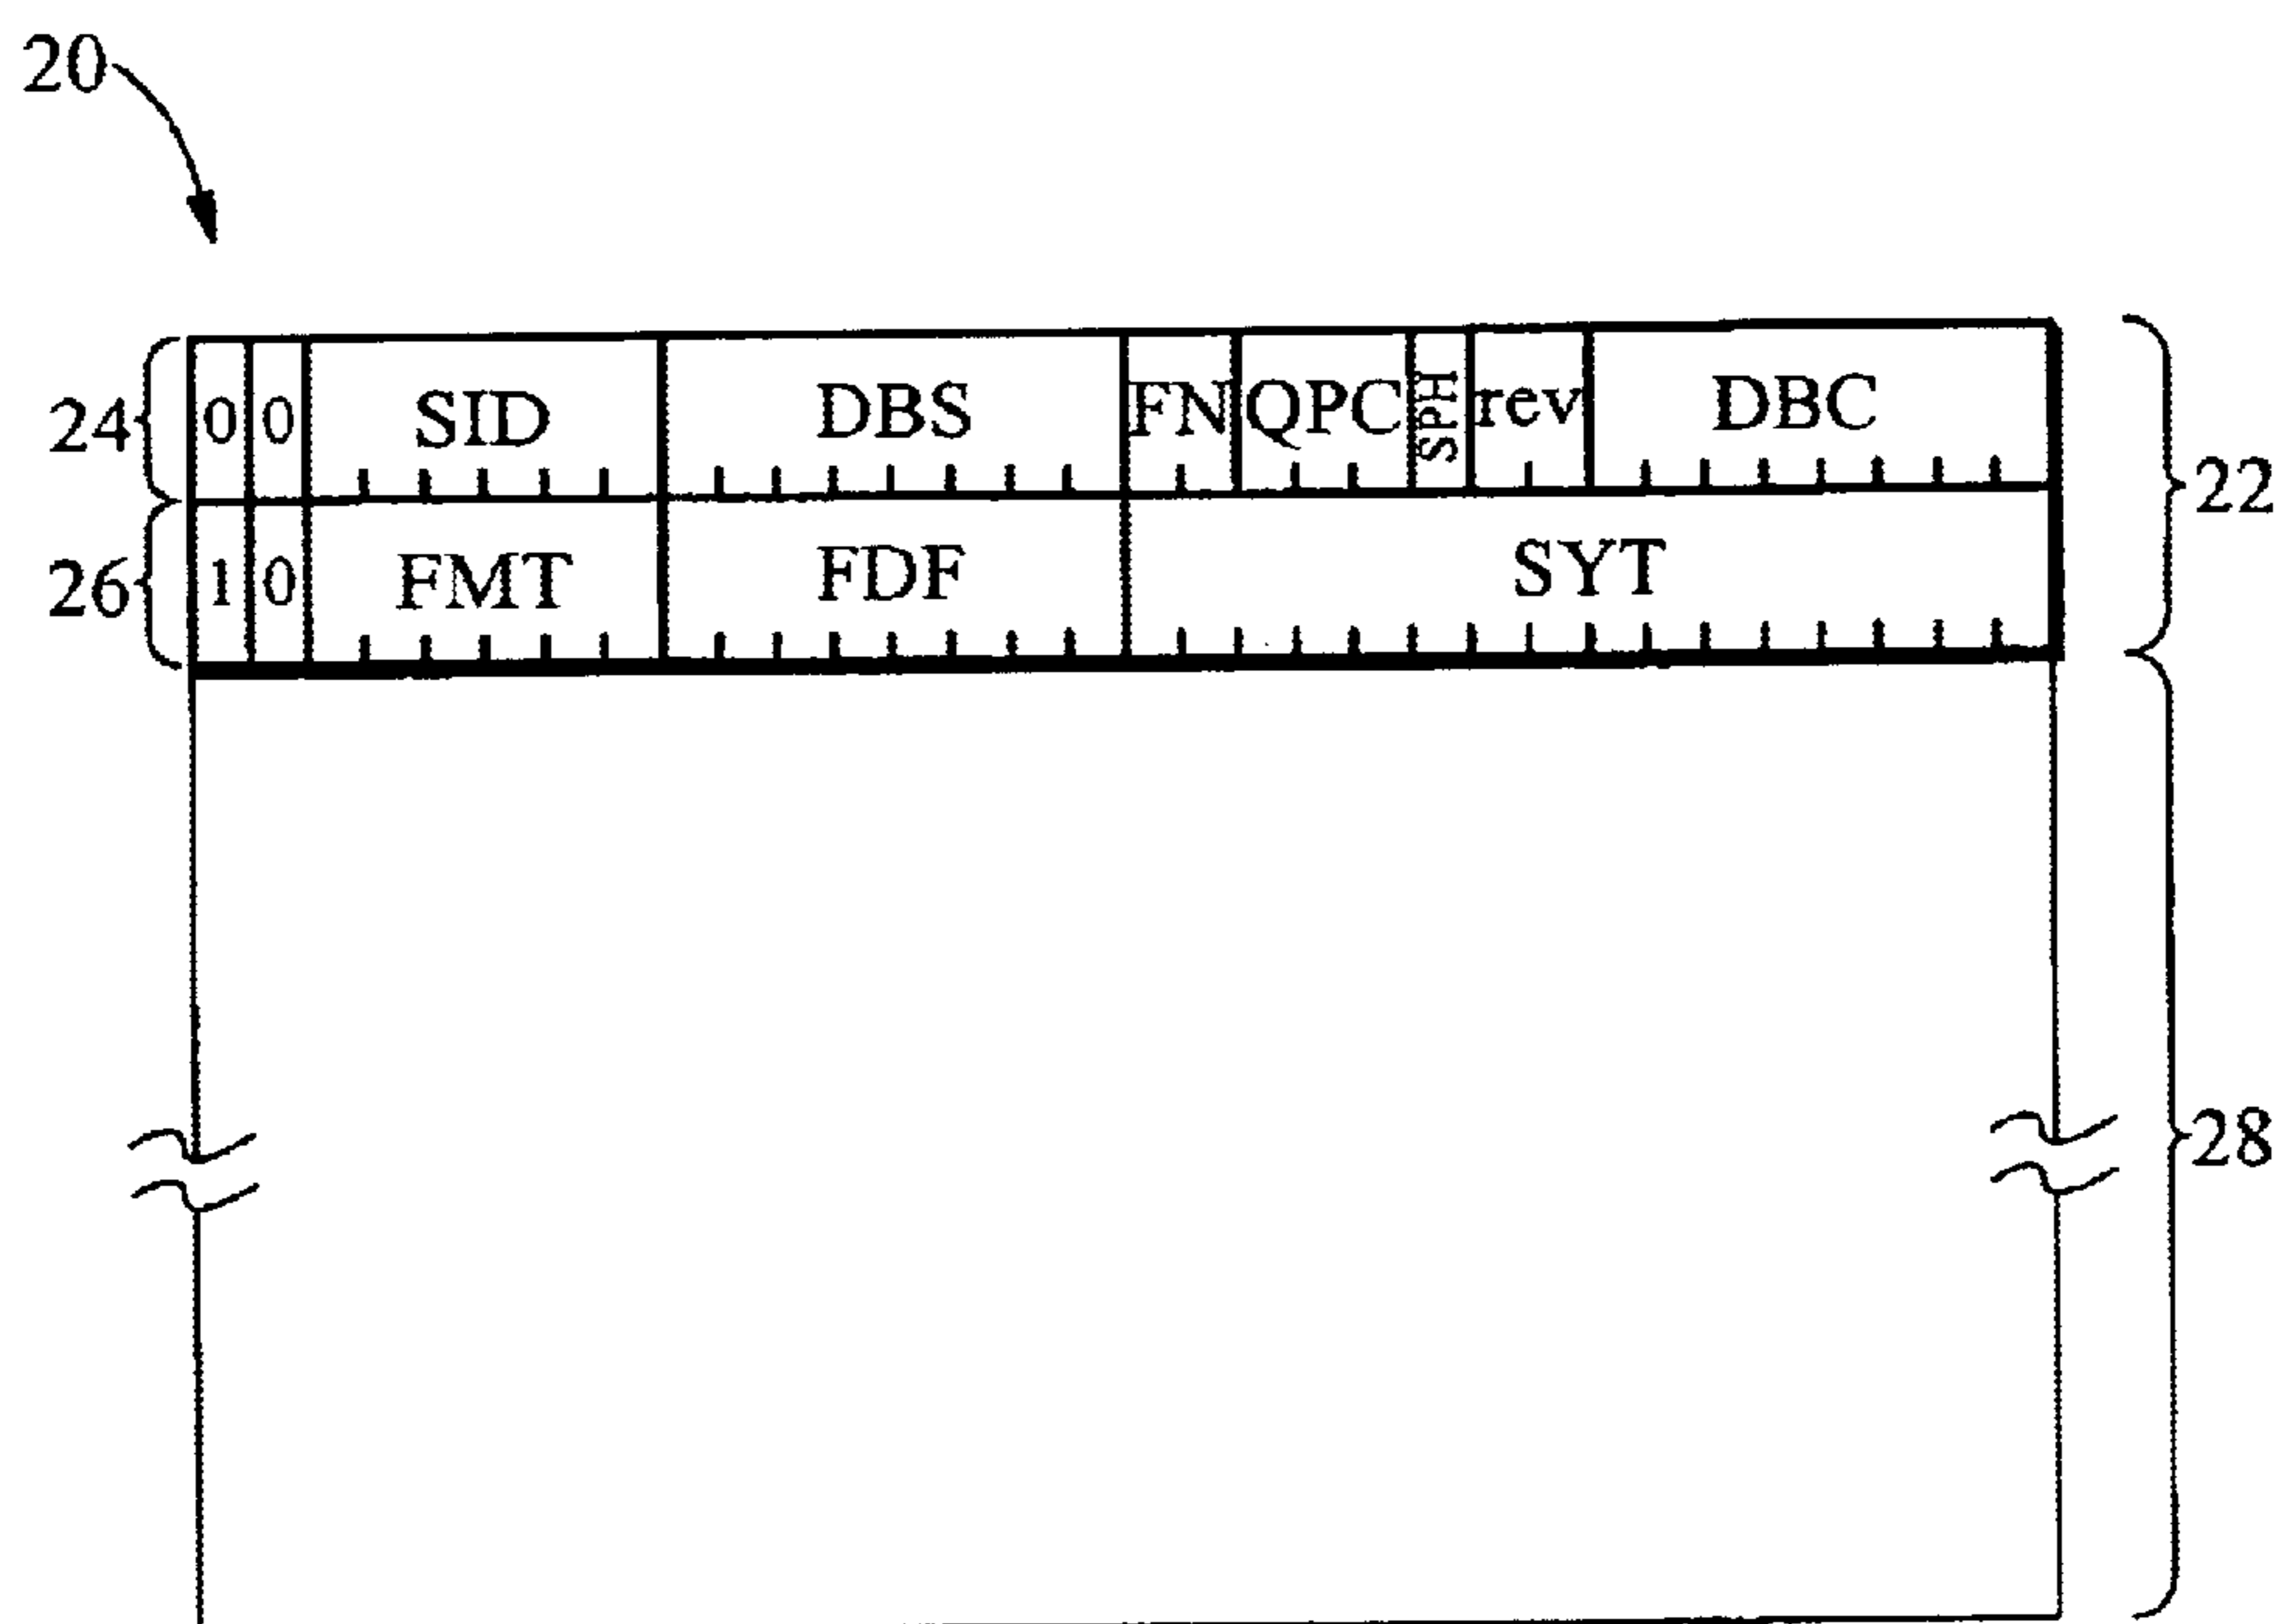 20
24 0 0 SID DBS FN QPC SPH rev DBC
22
26 1 0 FMT FDF SYT
28